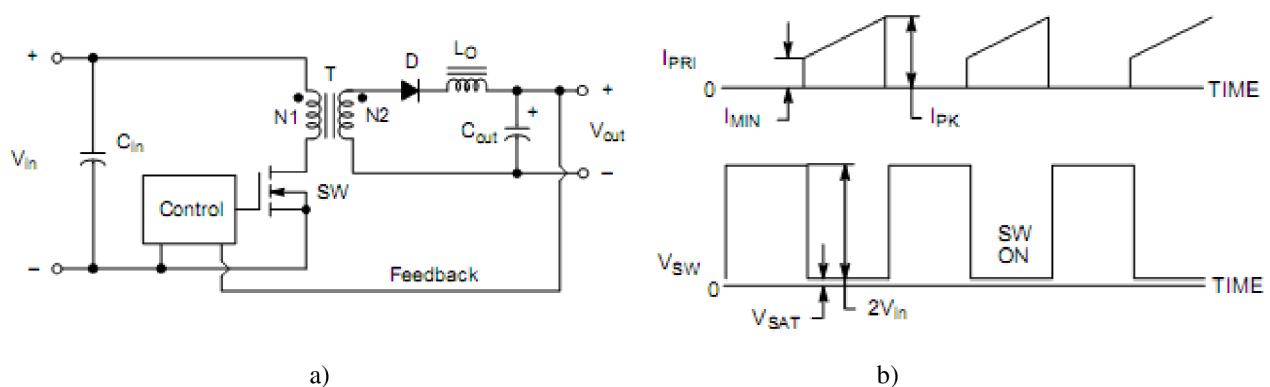 +
T
D
LO
+
N1
N2
+
Cout
Vout
Vin
Cin
SW
Control
−
−
Feedback
a)
IPRI
0
TIME
IMIN
IPK
SW
ON
VSW
0
TIME
VSAT
2Vin
b)